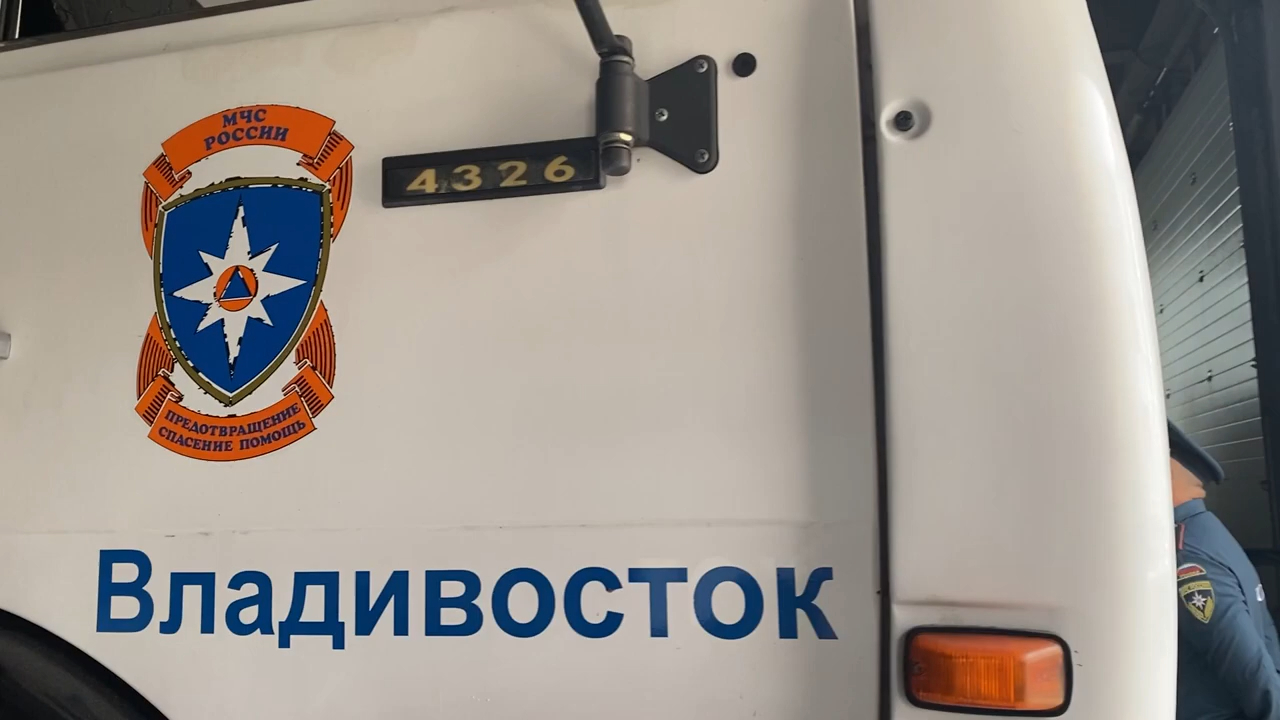 МЧС
РОССИИ
4326
ПРЕДОТВРАЩЕНИЕ
СПАСЕНИЕ ПОМОЩЬ
Владивосток